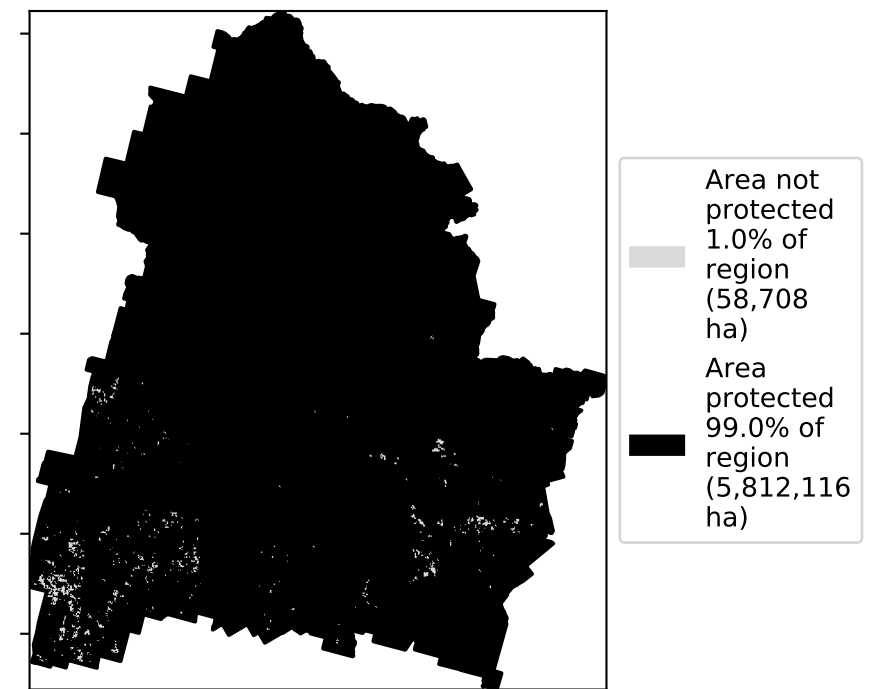 Area not
protected
1.0% of
region
(58,708
ha)
Area
protected
99.0% of
region
(5,812,116
ha)